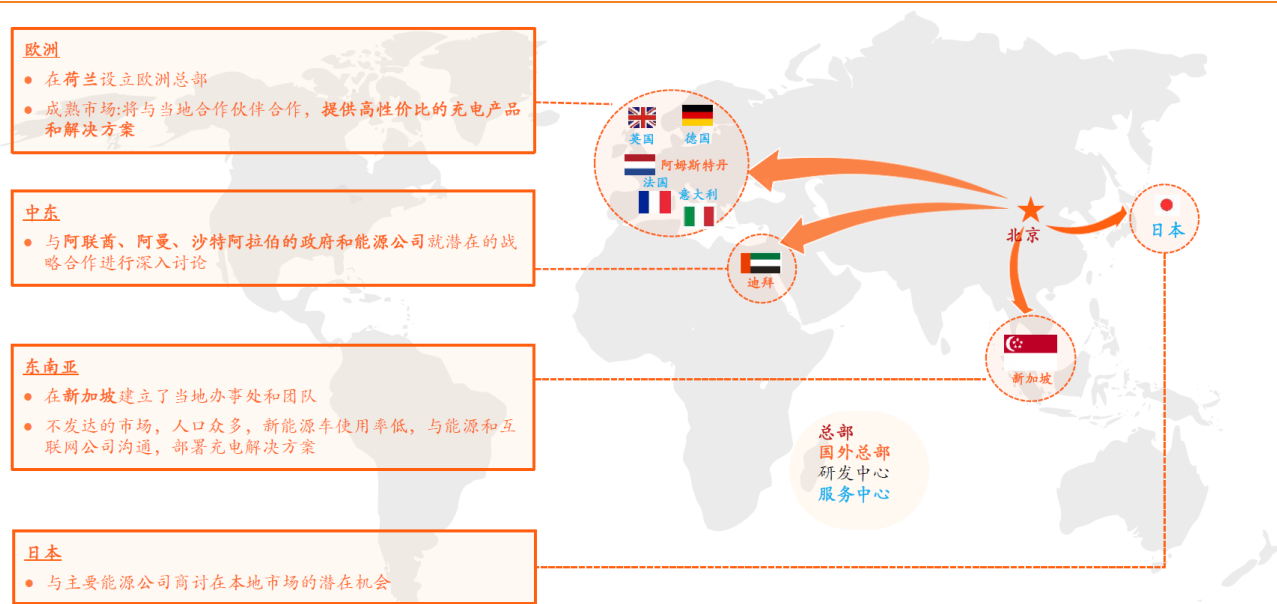 欧洲
● 在荷兰设立欧洲总部
● 成熟市场:将与当地合作伙伴合作，提供高性价比的充电产品
和解决方案
中东
● 与阿联酋、阿曼、沙特阿拉伯的政府和能源公司就潜在的战
略合作进行深入讨论
东南亚
● 在新加坡建立了当地办事处和团队
● 不发达的市场，人口众多，新能源车使用率低，与能源和互
联网公司沟通，部署充电解决方案
日本
● 与主要能源公司商讨在本地市场的潜在机会
英国
德国
阿姆斯特丹
法国
意大利
迪拜
北京
日本
新加坡
总部
国外总部
研发中心
服务中心